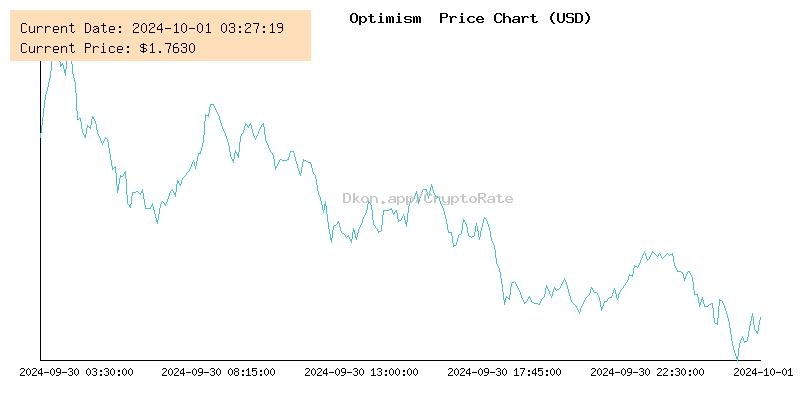 Optimism Price Chart (USD)
Current Date: 2024-10-01 03:27:19
Current Price: $1.7630
Dkon.app/CryptoRate
2024-09-30 03:30:00 2024-09-30 08:15:00 2024-09-30 13:00:00 2024-09-30 17:45:00 2024-09-30 22:30:00 2024-10-01